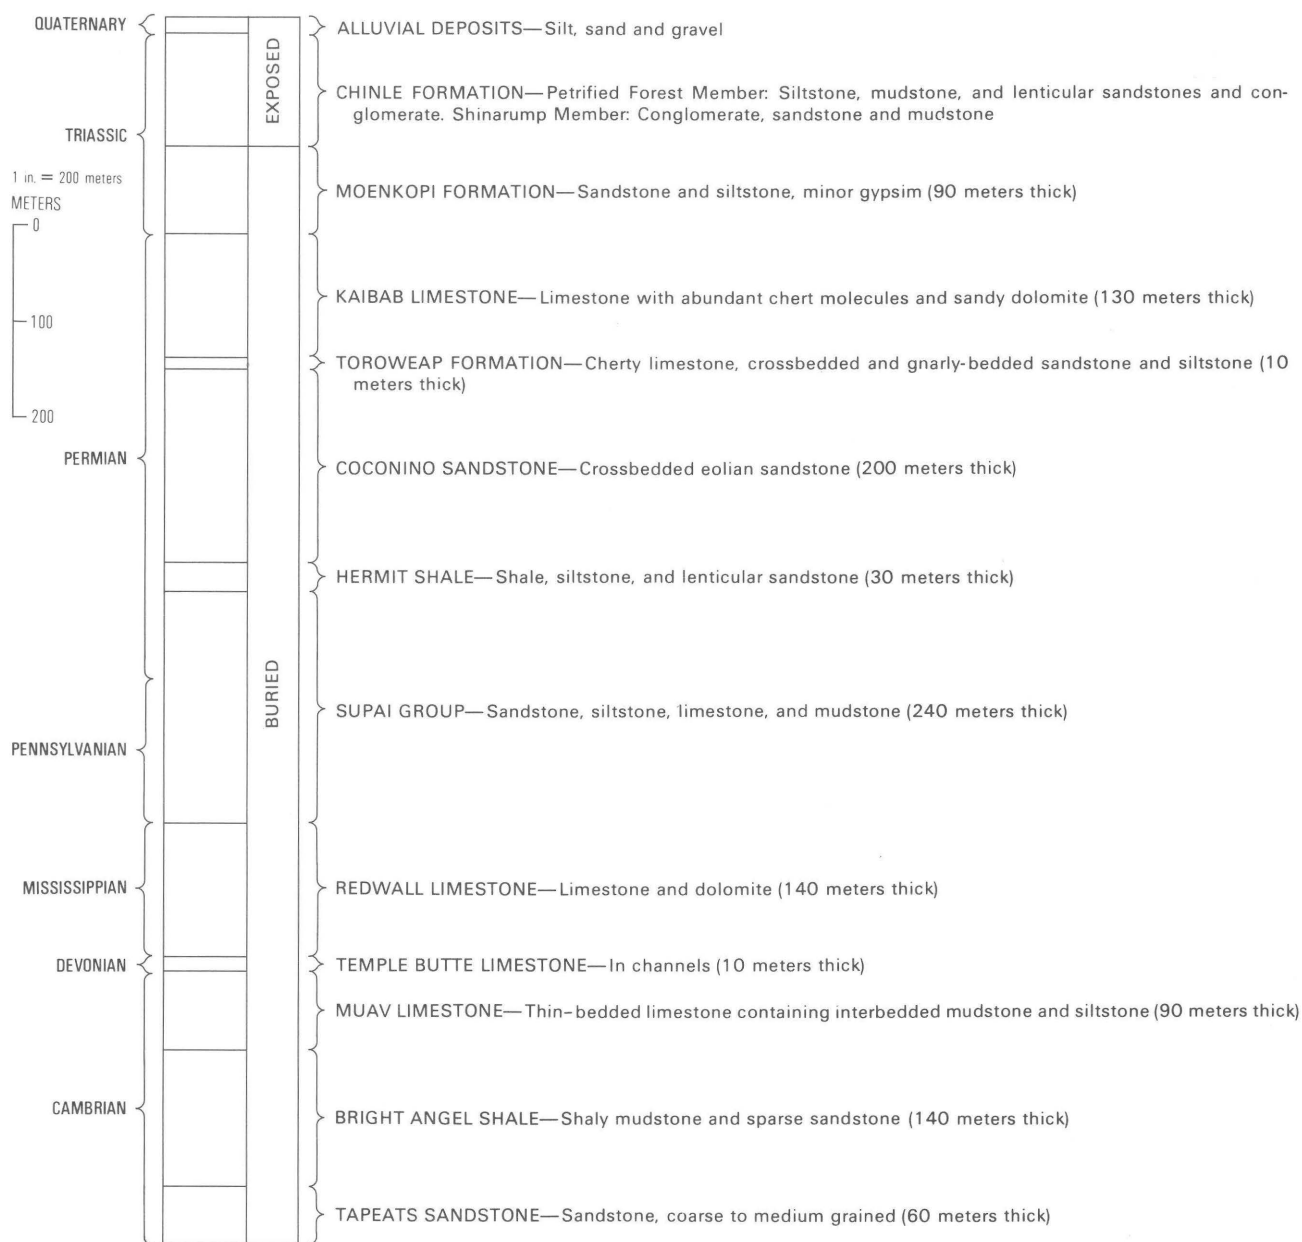 QUATERNARY
ALLUVIAL DEPOSITS—Silt, sand and gravel
EXPOSED
CHINLE FORMATION—Petrified Forest Member: Siltstone, mudstone, and lenticular sandstones and con-
glomerate. Shinarump Member: Conglomerate, sandstone and mudstone
TRIASSIC
1 in. = 200 meters
METERS
0
100
200
MOENKOPI FORMATION—Sandstone and siltstone, minor gypsim (90 meters thick)
KAIBAB LIMESTONE—Limestone with abundant chert molecules and sandy dolomite (130 meters thick)
TOROWEAP FORMATION—Cherty limestone, crossbedded and gnarly-bedded sandstone and siltstone (10
meters thick)
PERMIAN
COCONINO SANDSTONE—Crossbedded eolian sandstone (200 meters thick)
HERMIT SHALE—Shale, siltstone, and lenticular sandstone (30 meters thick)
BURIED
SUPAI GROUP—Sandstone, siltstone, limestone, and mudstone (240 meters thick)
PENNSYLVANIAN
MISSISSIPPIAN
REDWALL LIMESTONE—Limestone and dolomite (140 meters thick)
DEVONIAN
TEMPLE BUTTE LIMESTONE—In channels (10 meters thick)
MUAV LIMESTONE—Thin-bedded limestone containing interbedded mudstone and siltstone (90 meters thick)
CAMBRIAN
BRIGHT ANGEL SHALE—Shaly mudstone and sparse sandstone (140 meters thick)
TAPEATS SANDSTONE—Sandstone, coarse to medium grained (60 meters thick)